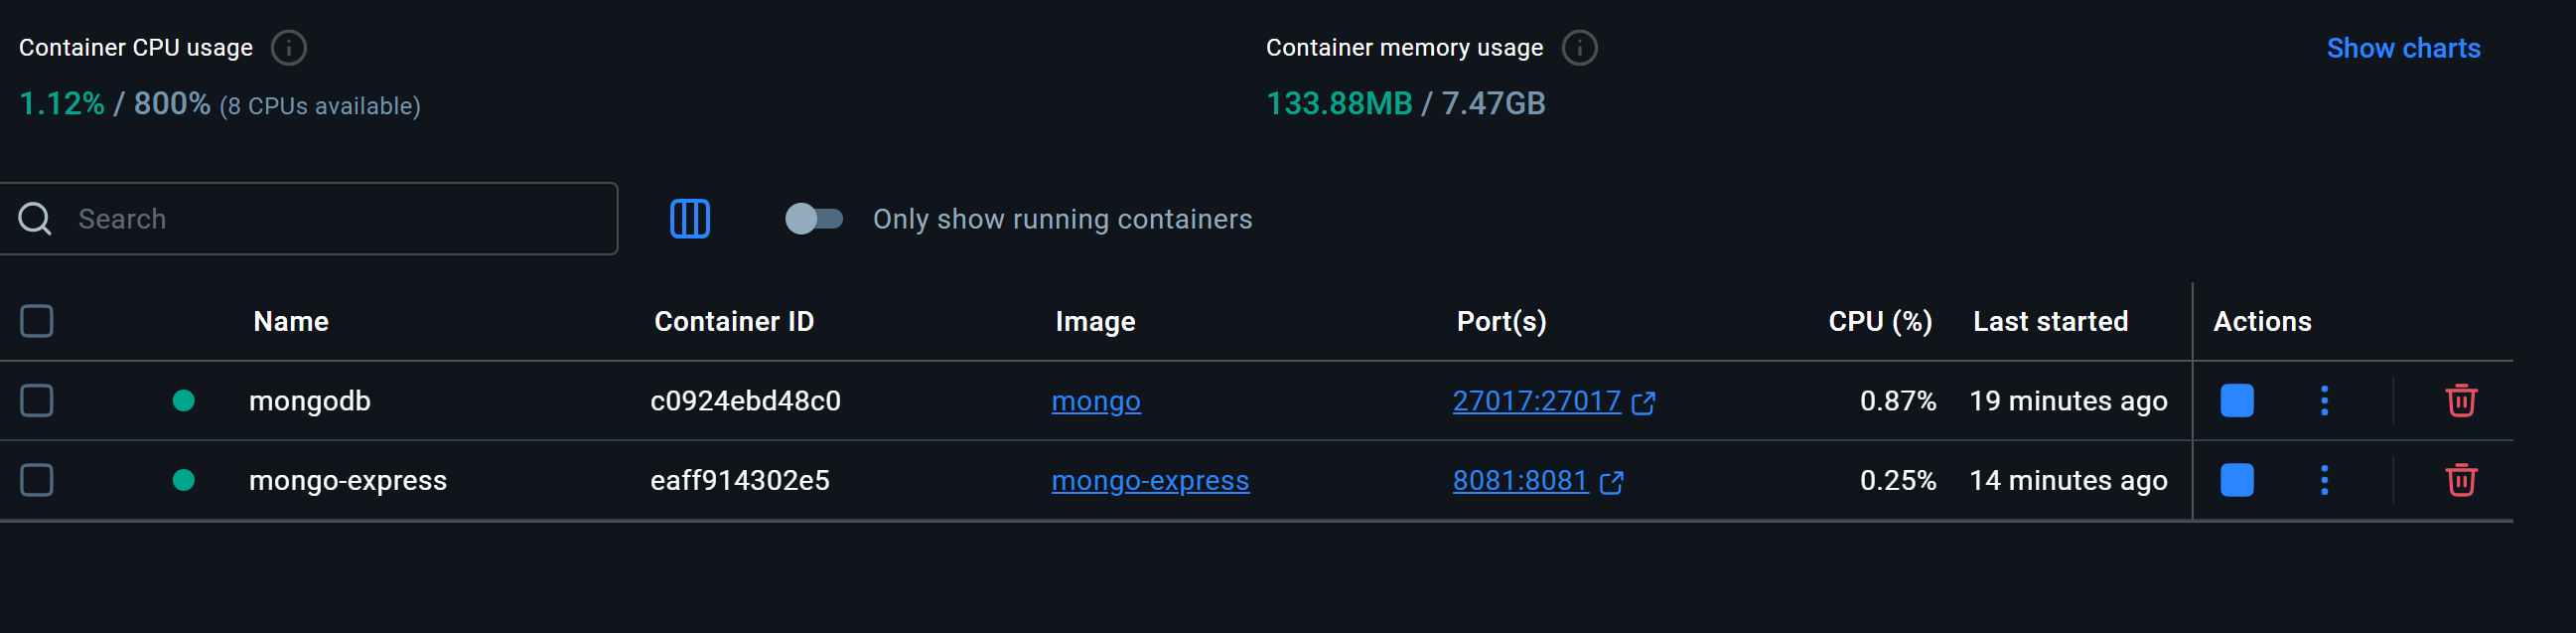 Container CPU usage
1.12% / 800% (8 CPUs available)
Container memory usage
133.88MB / 7.47GB
Show charts
Search
Only show running containers
Name Container ID Image Port(s) CPU (%) Last started Actions
mongodb c0924ebd48c0 mongo 27017:27017 0.87% 19 minutes ago
mongo-express eaff914302e5 mongo-express 8081:8081 0.25% 14 minutes ago